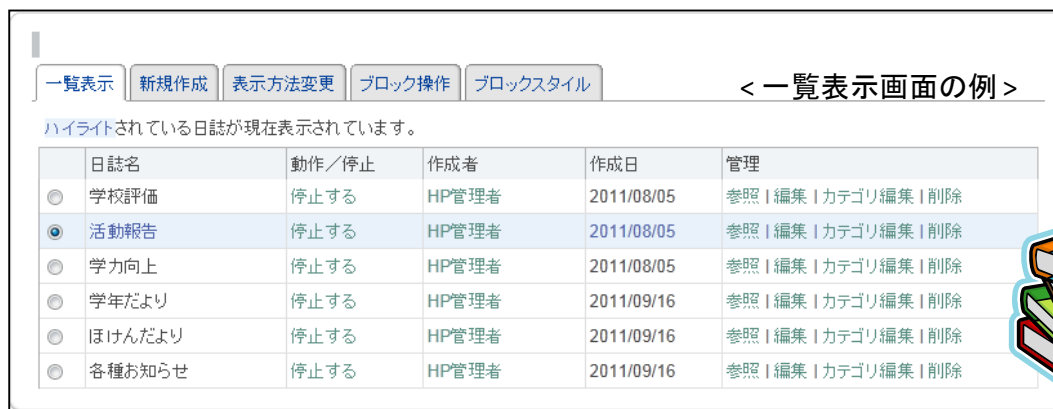 一覧表示 新規作成 表示方法変更 ブロック操作 ブロックスタイル
<一覧表示画面の例>
ハイライトされている日誌が現在表示されています。
日誌名 動作／停止 作成者 作成日 管理
学校評価 停止する HP管理者 2011/08/05 参照 | 編集 | カテゴリ編集 | 削除
活動報告 停止する HP管理者 2011/08/05 参照 | 編集 | カテゴリ編集 | 削除
学力向上 停止する HP管理者 2011/08/05 参照 | 編集 | カテゴリ編集 | 削除
学年だより 停止する HP管理者 2011/09/16 参照 | 編集 | カテゴリ編集 | 削除
ほけんだより 停止する HP管理者 2011/09/16 参照 | 編集 | カテゴリ編集 | 削除
各種お知らせ 停止する HP管理者 2011/09/16 参照 | 編集 | カテゴリ編集 | 削除